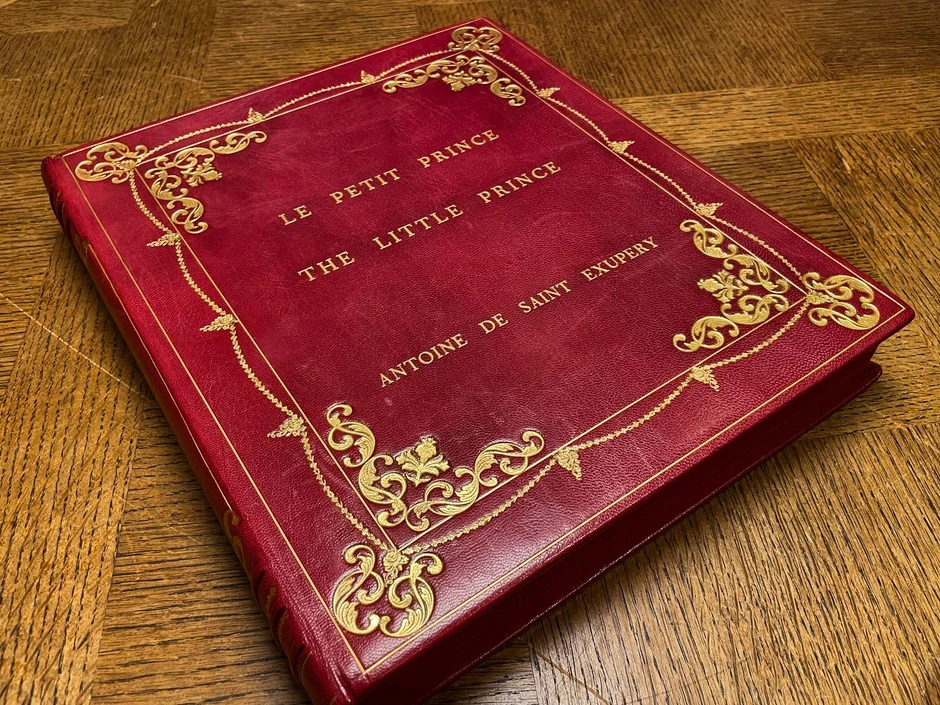 LE PETIT PRINCE
THE LITTLE PRINCE
ANTOINE DE SAINT EXUPERY